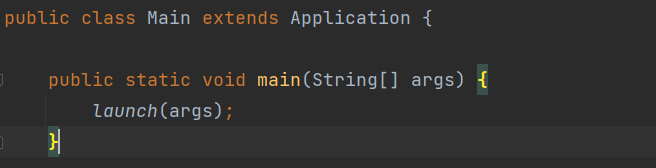 public class Main extends Application {
public static void main(String[] args) {
launch(args);
}